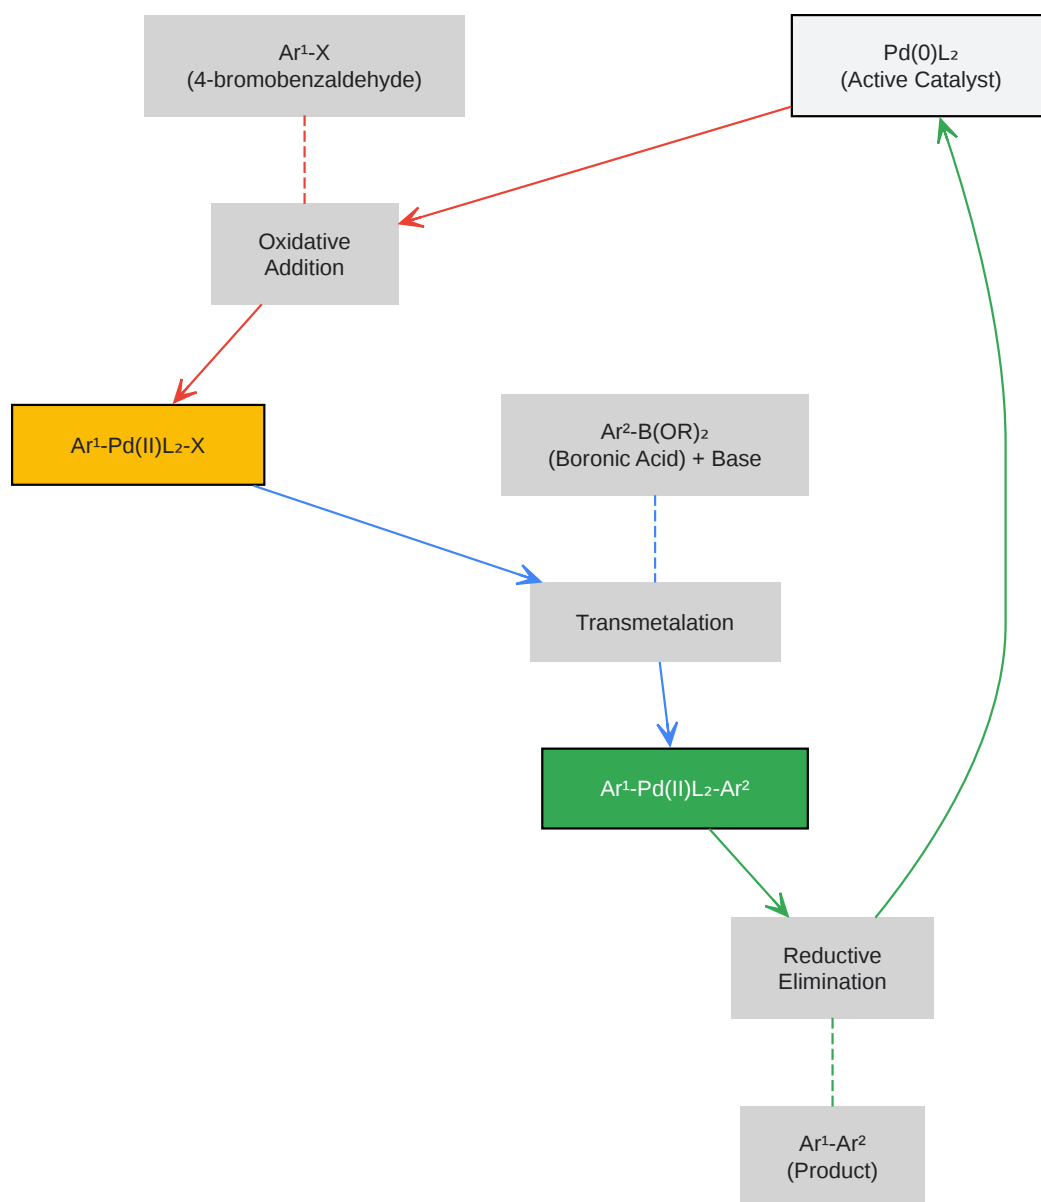 Ar¹-X
(4-bromobenzaldehyde)
Pd(0)L₂
(Active Catalyst)
Oxidative
Addition
Ar¹-Pd(II)L₂-X
Ar²-B(OR)₂
(Boronic Acid) + Base
Transmetalation
Ar¹-Pd(II)L₂-Ar²
Reductive
Elimination
Ar¹-Ar²
(Product)